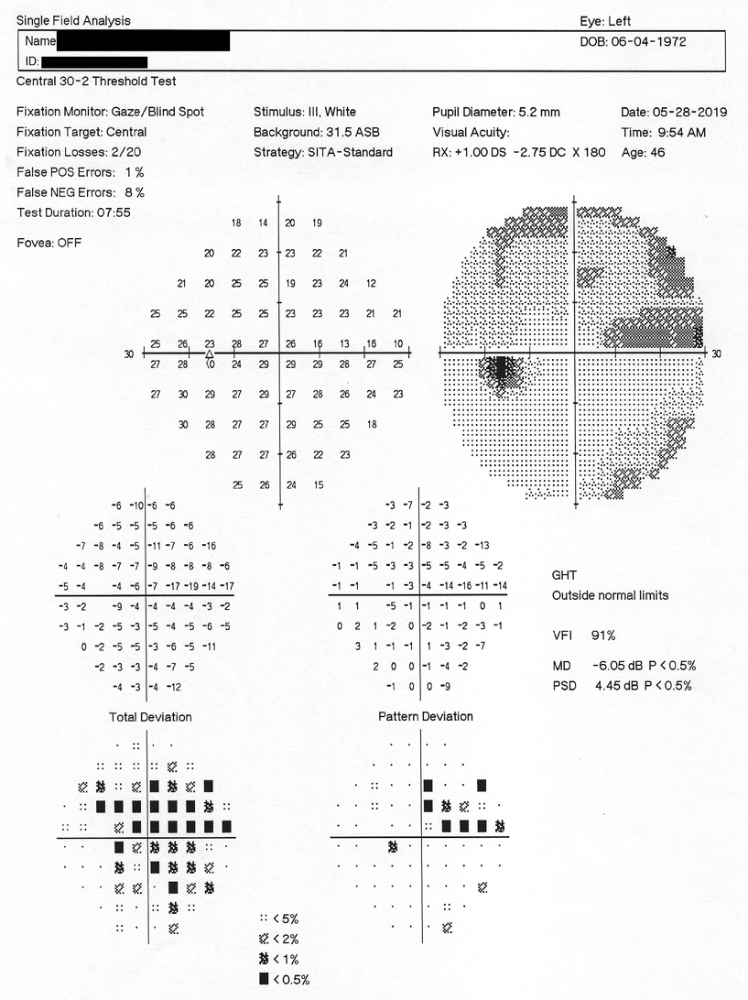 Single Field Analysis Eye: Left
Name DOB: 06-04-1972
ID:
Central 30-2 Threshold Test
Fixation Monitor: Gaze/Blind Spot Stimulus: III, White Pupil Diameter: 5.2 mm Date: 05-28-2019
Fixation Target: Central Background: 31.5 ASB Visual Acuity: Time: 9:54 AM
Fixation Losses: 2/20 Strategy: SITA-Standard RX: +1.00 DS -2.75 DC X 180 Age: 46
False POS Errors: 1 %
False NEG Errors: 8 %
Test Duration: 07:55
Fovea: OFF
18 14 20 19
20 22 23 23 22 21
21 20 25 25 19 23 24 12
25 25 22 25 25 23 23 23 21 21
25 26 23 28 27 26 16 13 16 10
30 30
27 28 <0 24 29 29 29 28 27 25
27 30 29 27 29 27 28 26 24 23
30 28 27 27 29 25 25 18
28 27 27 26 22 23
25 26 24 15
-6 -10 -6 -6 -3 -7 -2 -3
-6 -5 -5 -5 -6 -6 -3 -2 -1 -2 -3 -3
-7 -8 -4 -5 -11 -7 -6 -16 -4 -5 -1 -2 -8 -3 -2 -13
-4 -4 -8 -7 -7 -9 -8 -8 -8 -6 -1 -1 -5 -3 -3 -5 -5 -4 -5 -2
-5 -4 -4 -6 -7 -17 -19 -14 -17 -1 -1 -1 -3 -4 -14 -16 -11 -14
-3 -2 -9 -4 -4 -4 -4 -3 -2 1 1 -5 -1 -1 -1 -1 0 1
-3 -1 -2 -5 -3 -5 -4 -5 -6 -5 0 2 1 -2 0 -2 -1 -2 -3 -1
0 -2 -5 -5 -3 -6 -5 -11 3 1 -1 -1 1 -3 -2 -7
-2 -3 -3 -4 -7 -5 2 0 0 -1 -4 -2
-4 -3 -4 -12 -1 0 0 -9
GHT
Outside normal limits
VFI 91%
MD -6.05 dB P < 0.5%
PSD 4.45 dB P < 0.5%
Total Deviation Pattern Deviation
< 5%
< 2%
< 1%
< 0.5%